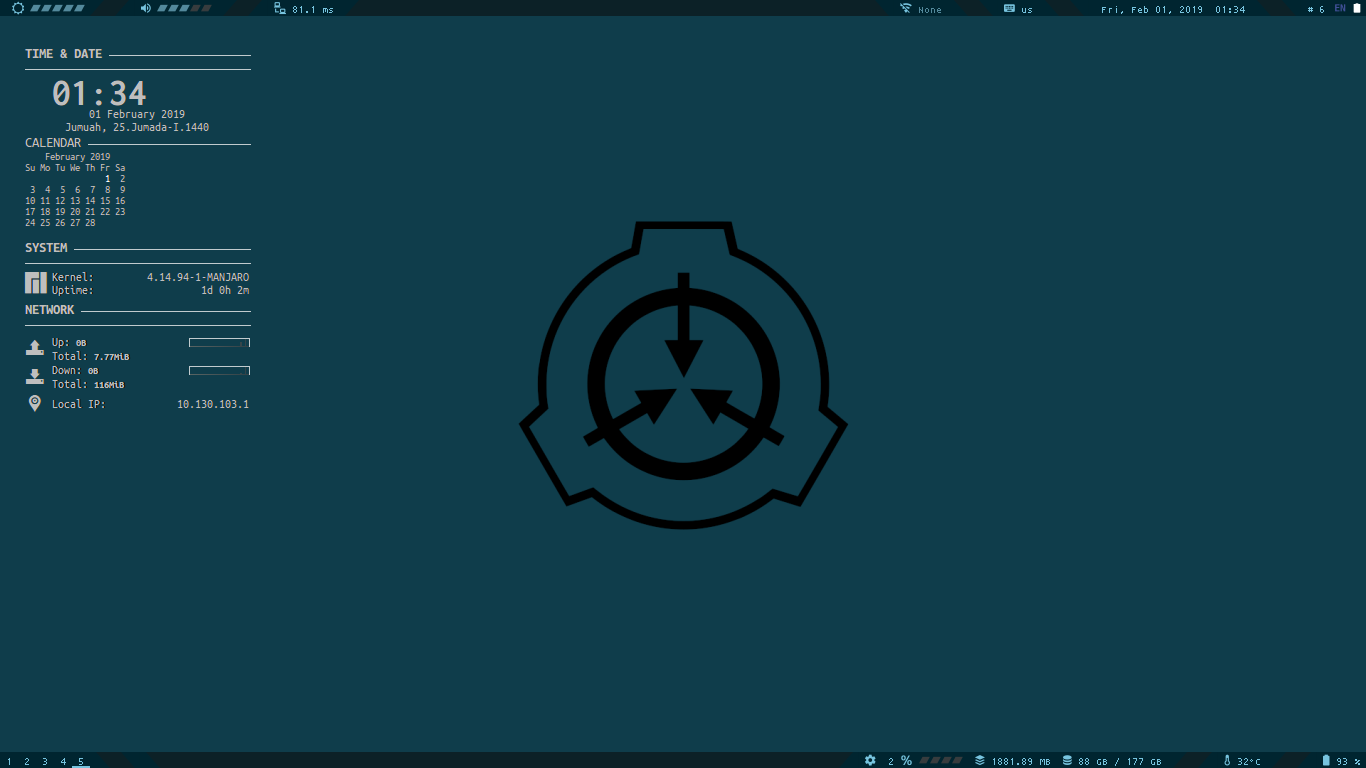 81.1 ms
None
us
Fri, Feb 01, 2019 01:34
# 6
EN
TIME & DATE
01:34
01 February 2019
Jumuah, 25.Jumada-I.1440
CALENDAR
February 2019
Su Mo Tu We Th Fr Sa
1 2
3 4 5 6 7 8 9
10 11 12 13 14 15 16
17 18 19 20 21 22 23
24 25 26 27 28
SYSTEM
Kernel: 4.14.94-1-MANJARO
Uptime: 1d 0h 2m
NETWORK
Up: 0B
Total: 7.77MiB
Down: 0B
Total: 116MiB
Local IP: 10.130.103.1
1 2 3 4 5
2 %
1881.89 MB
88 GB / 177 GB
32°C
93 %